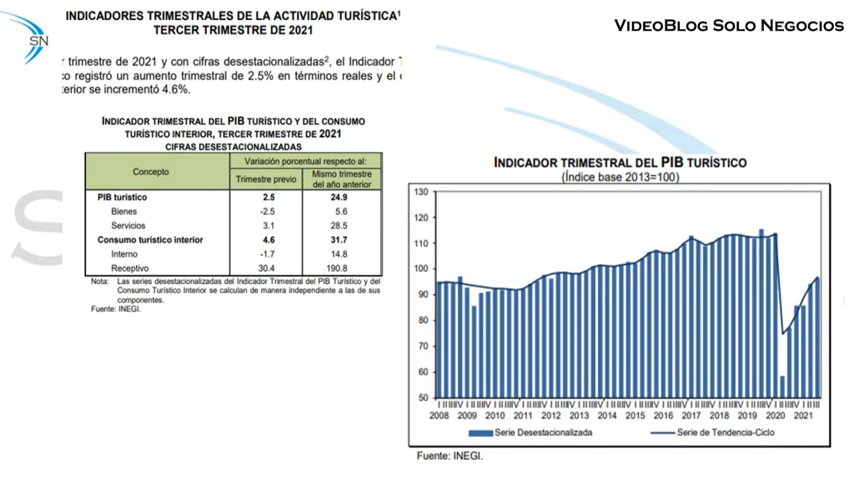 SN
INDICADORES TRIMESTRALES DE LA ACTIVIDAD TURÍSTICA¹
TERCER TRIMESTRE DE 2021
trimestre de 2021 y con cifras desestacionalizadas², el Indicador
registró un aumento trimestral de 2.5% en términos reales y el
se incrementó 4.6%.
INDICADOR TRIMESTRAL DEL PIB TURÍSTICO Y DEL CONSUMO
TURÍSTICO INTERIOR, TERCER TRIMESTRE DE 2021
CIFRAS DESESTACIONALIZADAS
Concepto
Variación porcentual respecto al:
Trimestre previo
Mismo trimestre
del año anterior
PIB turístico 2.5 24.9
Bienes -2.5 5.6
Servicios 3.1 28.5
Consumo turístico interior 4.6 31.7
Interno -1.7 14.8
Receptivo 30.4 190.8
Nota: Las series desestacionalizadas del Indicador Trimestral del PIB Turístico y del
Consumo Turístico Interior se calculan de manera independiente a las de sus
componentes.
Fuente: INEGI.
VIDEOBLOG SOLO NEGOCIOS
INDICADOR TRIMESTRAL DEL PIB TURÍSTICO
(Índice base 2013=100)
130
120
110
100
90
80
70
60
50
2008 2009 2010 2011 2012 2013 2014 2015 2016 2017 2018 2019 2020 2021
Serie Desestacionalizada Serie de Tendencia-Ciclo
Fuente: INEGI.